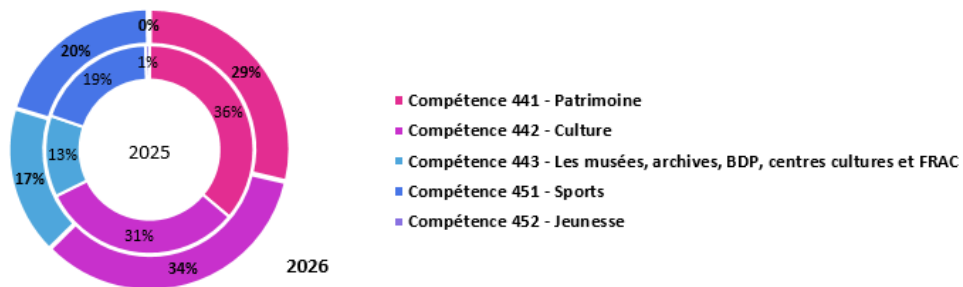 0%
20%
29%
1%
19%
36%
2025
13%
17%
31%
34%
2026
Compétence 441 - Patrimoine
Compétence 442 - Culture
Compétence 443 - Les musées, archives, BDP, centres cultures et FRAC
Compétence 451 - Sports
Compétence 452 - Jeunesse